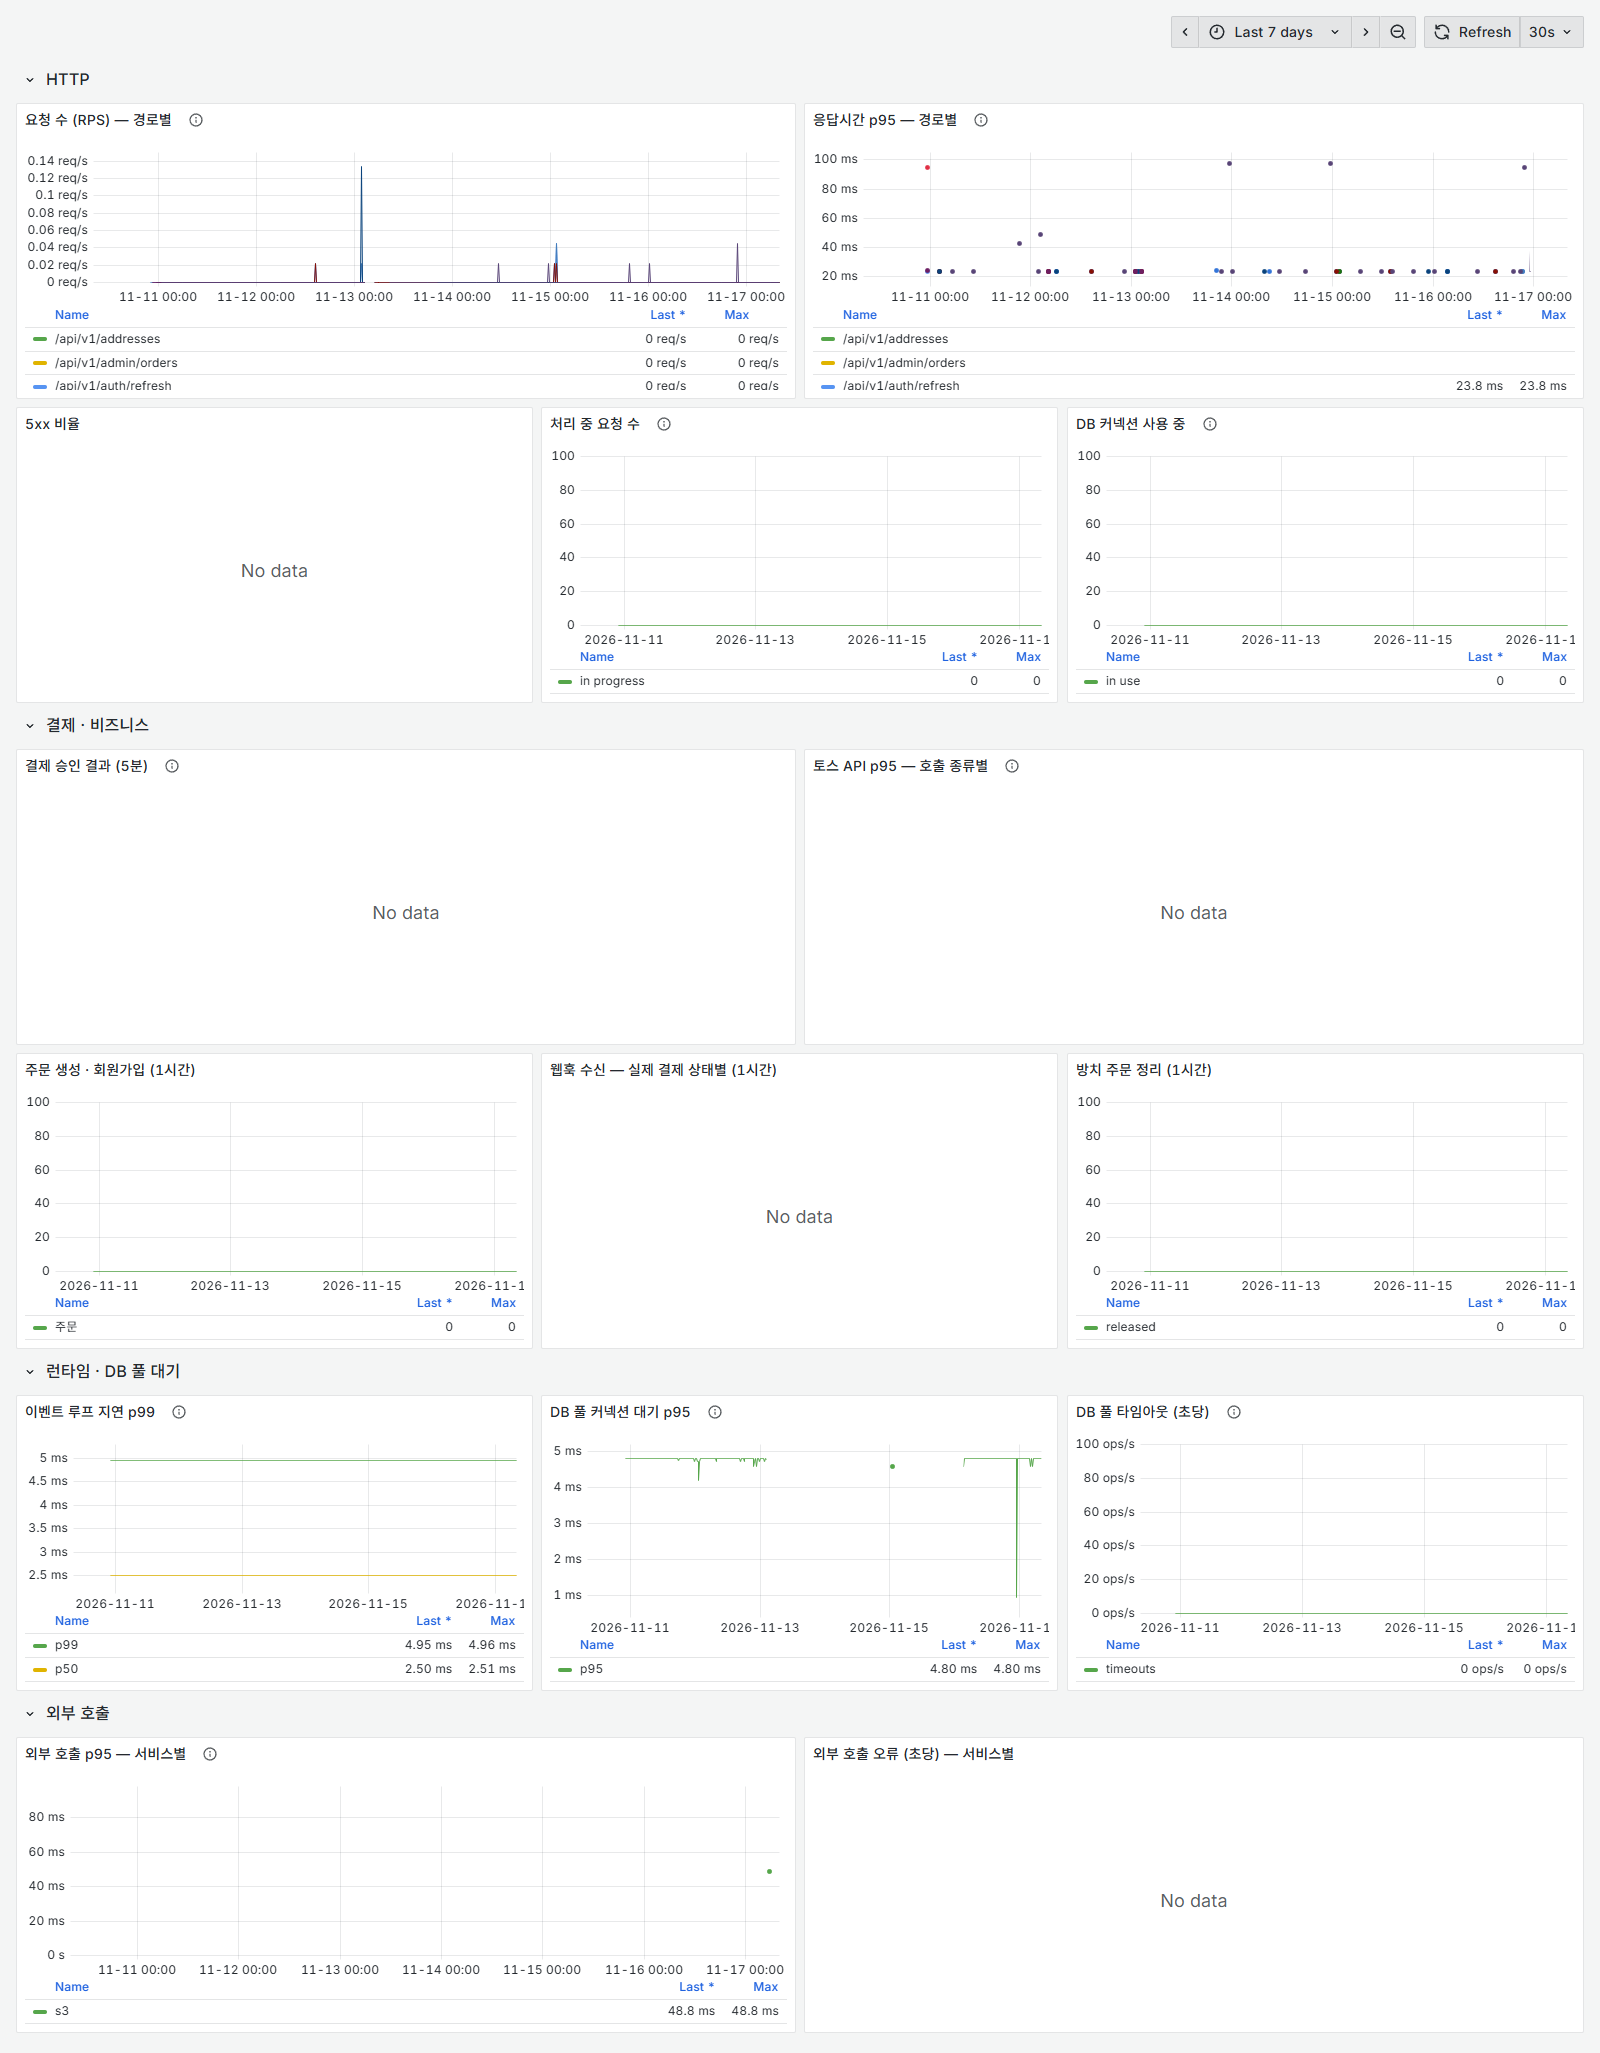 Last 7 days
Refresh
30s
HTTP
요청 수 (RPS) — 경로별
0.14 req/s
0.12 req/s
0.1 req/s
0.08 req/s
0.06 req/s
0.04 req/s
0.02 req/s
0 req/s
11-11 00:00 11-12 00:00 11-13 00:00 11-14 00:00 11-15 00:00 11-16 00:00 11-17 00:00
Name Last * Max
/api/v1/addresses 0 req/s 0 req/s
/api/v1/admin/orders 0 req/s 0 req/s
/api/v1/auth/refresh 0 req/s 0 req/s
응답시간 p95 — 경로별
100 ms
80 ms
60 ms
40 ms
20 ms
11-11 00:00 11-12 00:00 11-13 00:00 11-14 00:00 11-15 00:00 11-16 00:00 11-17 00:00
Name Last * Max
/api/v1/addresses
/api/v1/admin/orders
/api/v1/auth/refresh 23.8 ms 23.8 ms
5xx 비율
No data
처리 중 요청 수
100
80
60
40
20
0
2026-11-11 2026-11-13 2026-11-15 2026-11-1
Name Last * Max
in progress 0 0
DB 커넥션 사용 중
100
80
60
40
20
0
2026-11-11 2026-11-13 2026-11-15 2026-11-1
Name Last * Max
in use 0 0
결제 · 비즈니스
결제 승인 결과 (5분)
No data
토스 API p95 — 호출 종류별
No data
주문 생성 · 회원가입 (1시간)
100
80
60
40
20
0
2026-11-11 2026-11-13 2026-11-15 2026-11-1
Name Last * Max
주문 0 0
웹훅 수신 — 실제 결제 상태별 (1시간)
No data
방치 주문 정리 (1시간)
100
80
60
40
20
0
2026-11-11 2026-11-13 2026-11-15 2026-11-1
Name Last * Max
released 0 0
런타임 · DB 풀 대기
이벤트 루프 지연 p99
5 ms
4.5 ms
4 ms
3.5 ms
3 ms
2.5 ms
2026-11-11 2026-11-13 2026-11-15 2026-11-1
Name Last * Max
p99 4.95 ms 4.96 ms
p50 2.50 ms 2.51 ms
DB 풀 커넥션 대기 p95
5 ms
4 ms
3 ms
2 ms
1 ms
2026-11-11 2026-11-13 2026-11-15 2026-11-1
Name Last * Max
p95 4.80 ms 4.80 ms
DB 풀 타임아웃 (초당)
100 ops/s
80 ops/s
60 ops/s
40 ops/s
20 ops/s
0 ops/s
2026-11-11 2026-11-13 2026-11-15 2026-11-1
Name Last * Max
timeouts 0 ops/s 0 ops/s
외부 호출
외부 호출 p95 — 서비스별
80 ms
60 ms
40 ms
20 ms
0 s
11-11 00:00 11-12 00:00 11-13 00:00 11-14 00:00 11-15 00:00 11-16 00:00 11-17 00:00
Name Last * Max
s3 48.8 ms 48.8 ms
외부 호출 오류 (초당) — 서비스별
No data